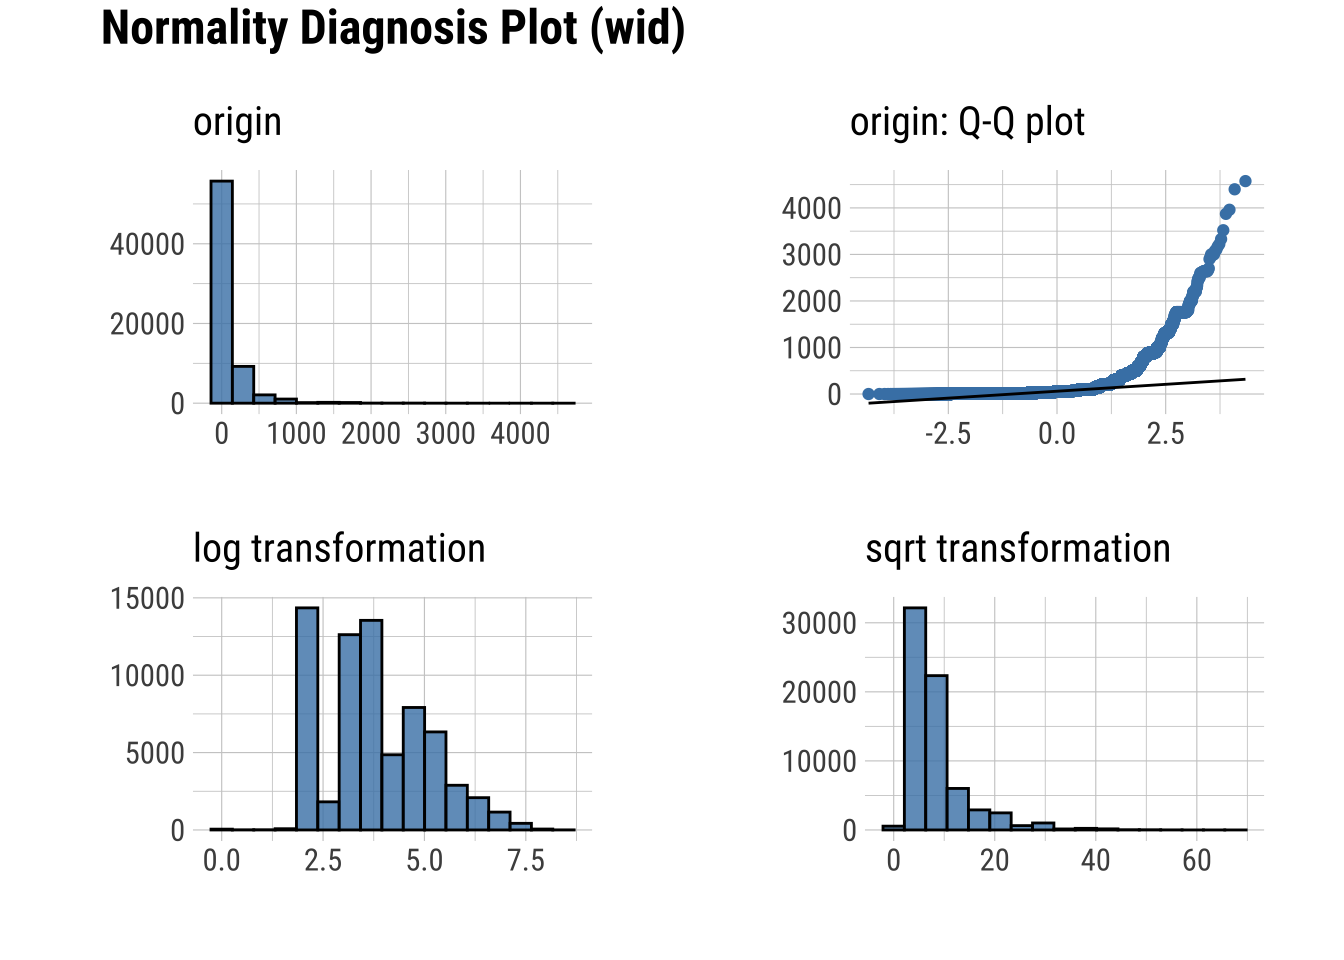 Normality Diagnosis Plot (wid)
origin
40000
20000
0
0 1000 2000 3000 4000
origin: Q-Q plot
4000
3000
2000
1000
0
-2.5 0.0 2.5
log transformation
15000
10000
5000
0
0.0 2.5 5.0 7.5
sqrt transformation
30000
20000
10000
0
0 20 40 60